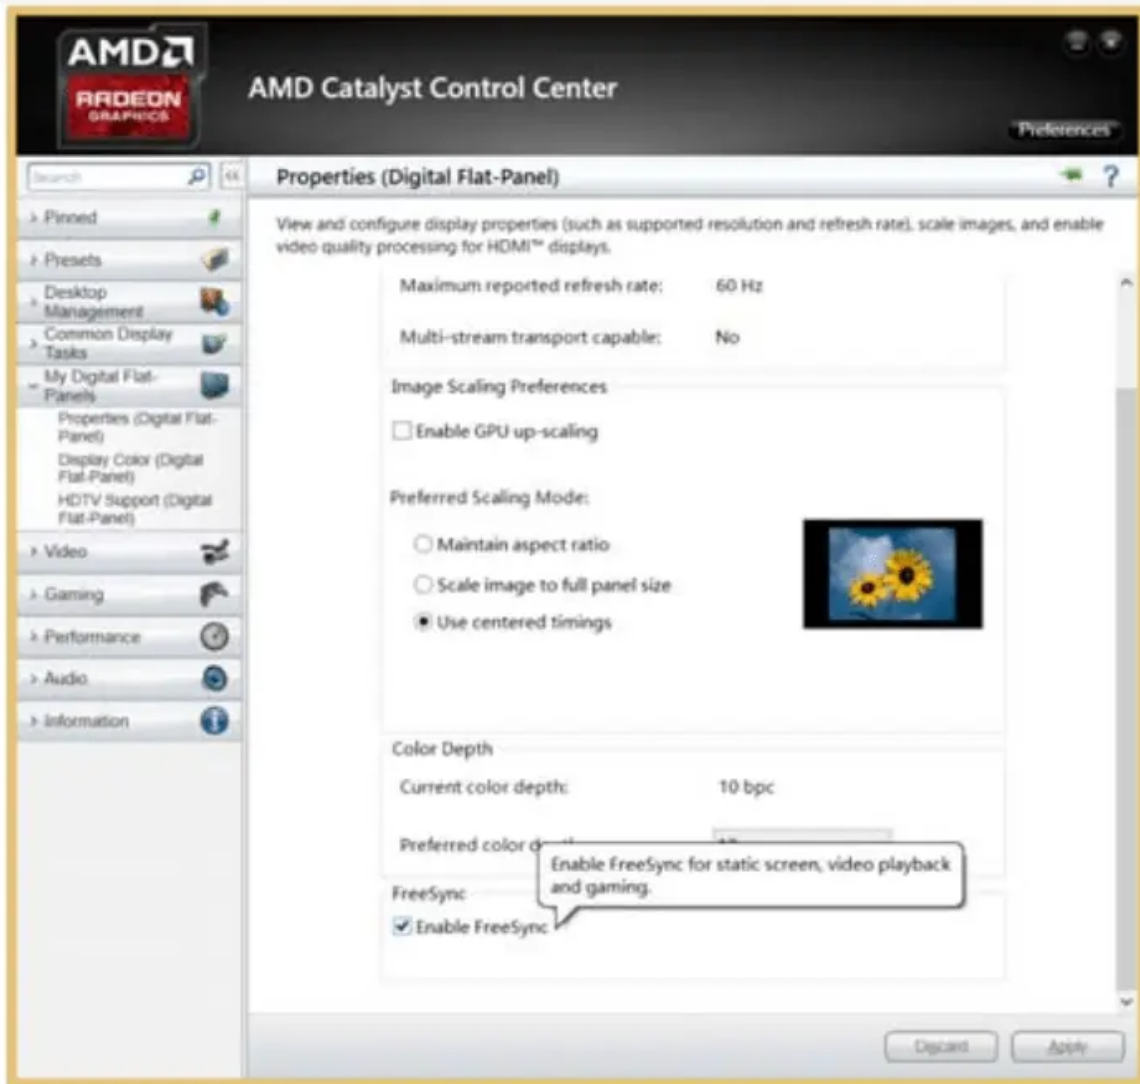 AMD
RADEON
GRAPHICS
AMD Catalyst Control Center
Preferences
Search
Properties (Digital Flat-Panel)
Pinned
Presets
Desktop
Management
Common Display
Tasks
My Digital Flat-
Panels
Properties (Digital Flat-
Panel)
Display Color (Digital
Flat-Panel)
HDTV Support (Digital
Flat-Panel)
Video
Gaming
Performance
Audio
Information
View and configure display properties (such as supported resolution and refresh rate), scale images, and enable
video quality processing for HDMI™ displays.
Maximum reported refresh rate: 60 Hz
Multi-stream transport capable: No
Image Scaling Preferences
Enable GPU up-scaling
Preferred Scaling Mode:
Maintain aspect ratio
Scale image to full panel size
Use centered timings
Color Depth
Current color depth: 10 bpc
Preferred color
Enable FreeSync for static screen, video playback
and gaming.
FreeSync
Enable FreeSync
Discard
Apply